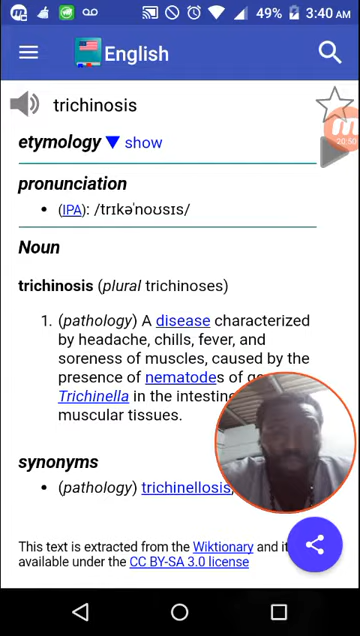 49% 3:40 AM
English
trichinosis
20:50
etymology ▼ show
pronunciation
• (IPA): /tɹɪkəˈnoʊsɪs/
Noun
trichinosis (plural trichinoses)
1. (pathology) A disease characterized
by headache, chills, fever, and
soreness of muscles, caused by the
presence of nematodes of
Trichinella in the
muscular tissues.
synonyms
• (pathology) trichinellosis,
This text is extracted from the Wiktionary and
available under the CC BY-SA 3.0 license